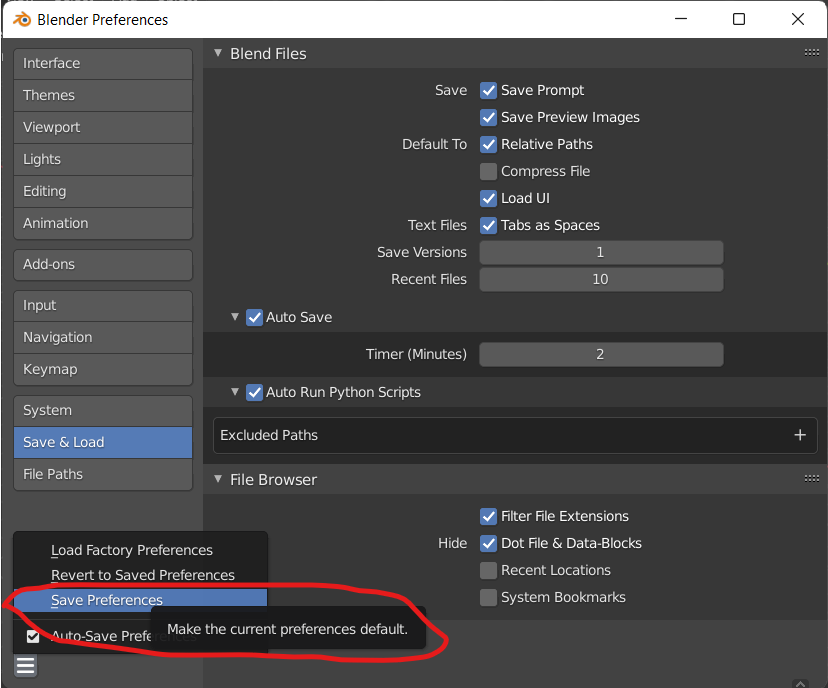 Blender Preferences
Interface
Themes
Viewport
Lights
Editing
Animation
Add-ons
Input
Navigation
Keymap
System
Save & Load
File Paths
Blend Files
Save Save Prompt
Save Preview Images
Default To Relative Paths
Compress File
Load UI
Text Files Tabs as Spaces
Save Versions 1
Recent Files 10
Auto Save
Timer (Minutes) 2
Auto Run Python Scripts
Excluded Paths
File Browser
Filter File Extensions
Hide Dot File & Data-Blocks
Recent Locations
System Bookmarks
Load Factory Preferences
Revert to Saved Preferences
Save Preferences
Auto-Save Preferences
Make the current preferences default.